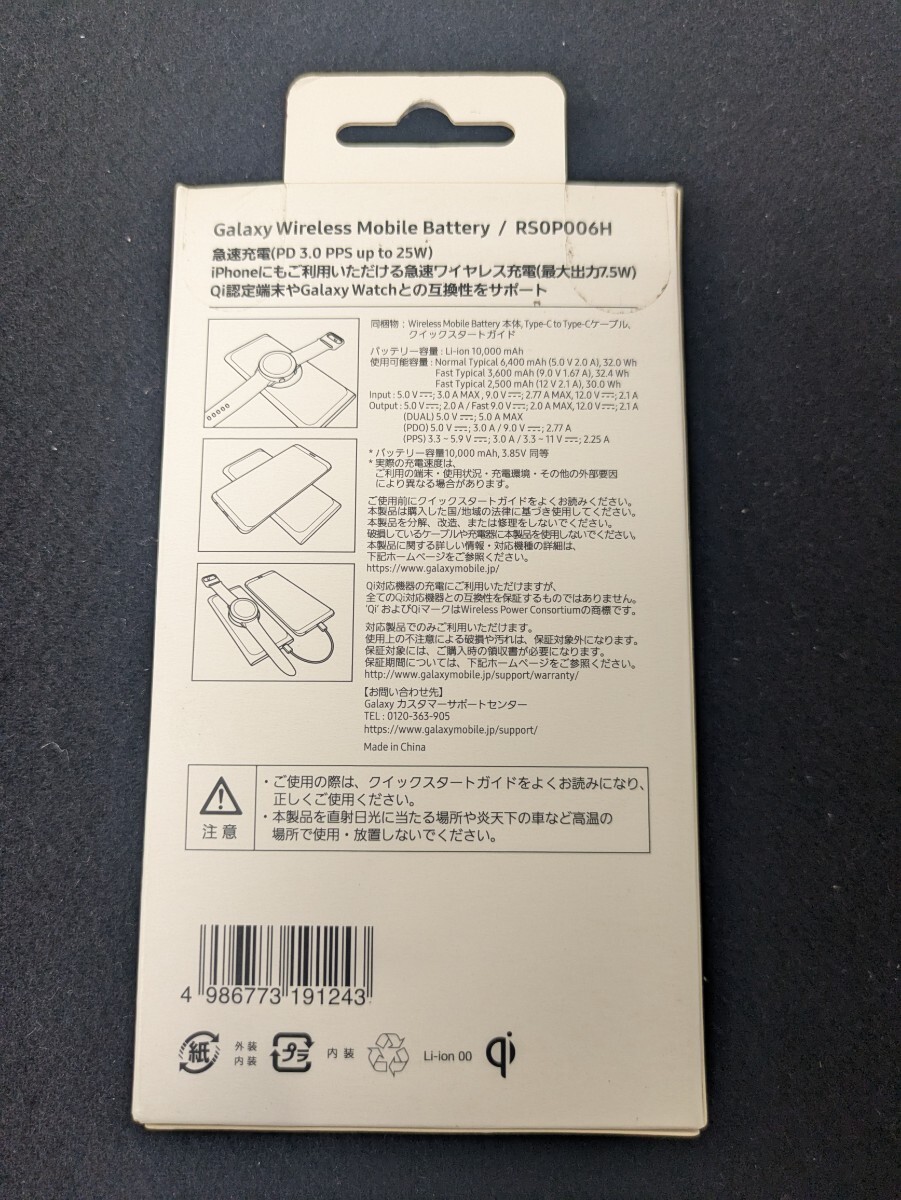 Galaxy Wireless Mobile Battery / RS0P006H
急速充電(PD 3.0 PPS up to 25W)
iPhoneにもご利用いただける急速ワイヤレス充電(最大出力7.5W)
Qi認定端末やGalaxy Watchとの互換性をサポート
同梱物 : Wireless Mobile Battery 本体, Type-C to Type-Cケーブル,
クイックスタートガイド
バッテリー容量 : Li-ion 10,000 mAh
使用可能容量 : Normal Typical 6,400 mAh (5.0 V 2.0 A), 32.0 Wh
Fast Typical 3,600 mAh (9.0 V 1.67 A), 32.4 Wh
Fast Typical 2,500 mAh (12 V 2.1 A), 30.0 Wh
Input : 5.0 V ⎓; 3.0 A MAX , 9.0 V ⎓; 2.77 A MAX, 12.0 V ⎓; 2.1 A
Output : 5.0 V ⎓; 2.0 A / Fast 9.0 V ⎓; 2.0 A MAX, 12.0 V ⎓; 2.1 A
(DUAL) 5.0 V ⎓; 5.0 A MAX
(PDO) 5.0 V ⎓; 3.0 A / 9.0 V ⎓; 2.77 A
(PPS) 3.3 ~ 5.9V ⎓; 3.0 A / 3.3 ~ 11 V ⎓; 2.25 A
* バッテリー容量10,000 mAh, 3.85V 同等
* 実際の充電速度は、
ご利用の端末・使用状況・充電環境・その他の外部要因
により異なる場合があります。
ご使用前にクイックスタートガイドをよくお読みください。
本製品は購入した国/地域の法律に基づき使用してください。
本製品を分解、改造、または修理をしないでください。
破損しているケーブルや充電器に本製品を使用しないでください。
本製品に関する詳しい情報・対応機種の詳細は、
下記ホームページをご参照ください。
https://www.galaxymobile.jp/
Qi対応機器の充電にご利用いただけますが、
全てのQi対応機器との互換性を保証するものではありません。
'Qi' およびQiマークはWireless Power Consortiumの商標です。
対応製品でのみご利用いただけます。
使用上の不注意による破損や汚れは、保証対象外になります。
保証対象には、ご購入時の領収書が必要になります。
保証期間については、下記ホームページをご参照ください。
http://www.galaxymobile.jp/support/warranty/
【お問い合わせ先】
Galaxy カスタマーサポートセンター
TEL : 0120-363-905
https://www.galaxymobile.jp/support/
Made in China
注意
・ご使用の際は、クイックスタートガイドをよくお読みになり、
正しくご使用ください。
・本製品を直射日光に当たる場所や炎天下の車など高温の
場所で使用・放置しないでください。
4 986773 191243
紙 外装 内装 プラ 内装 Li-ion 00 qi